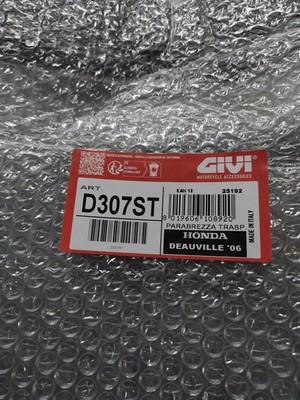 GIVI
MOTORCYCLE ACCESSORIES
ART.
D307ST
EAN 13
25192
8 019606 108920
PARABREZZA TRASP
HONDA
DEAUVILLE '06
MADE IN ITALY